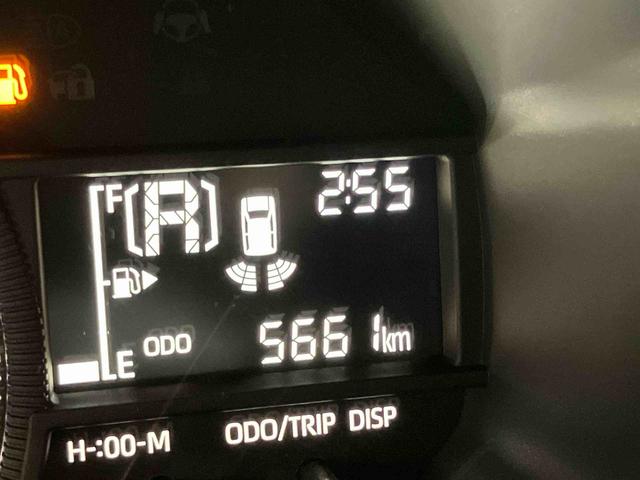 F (R) 2:55
ODO 5661km
E
H-:00-M ODO/TRIP DISP